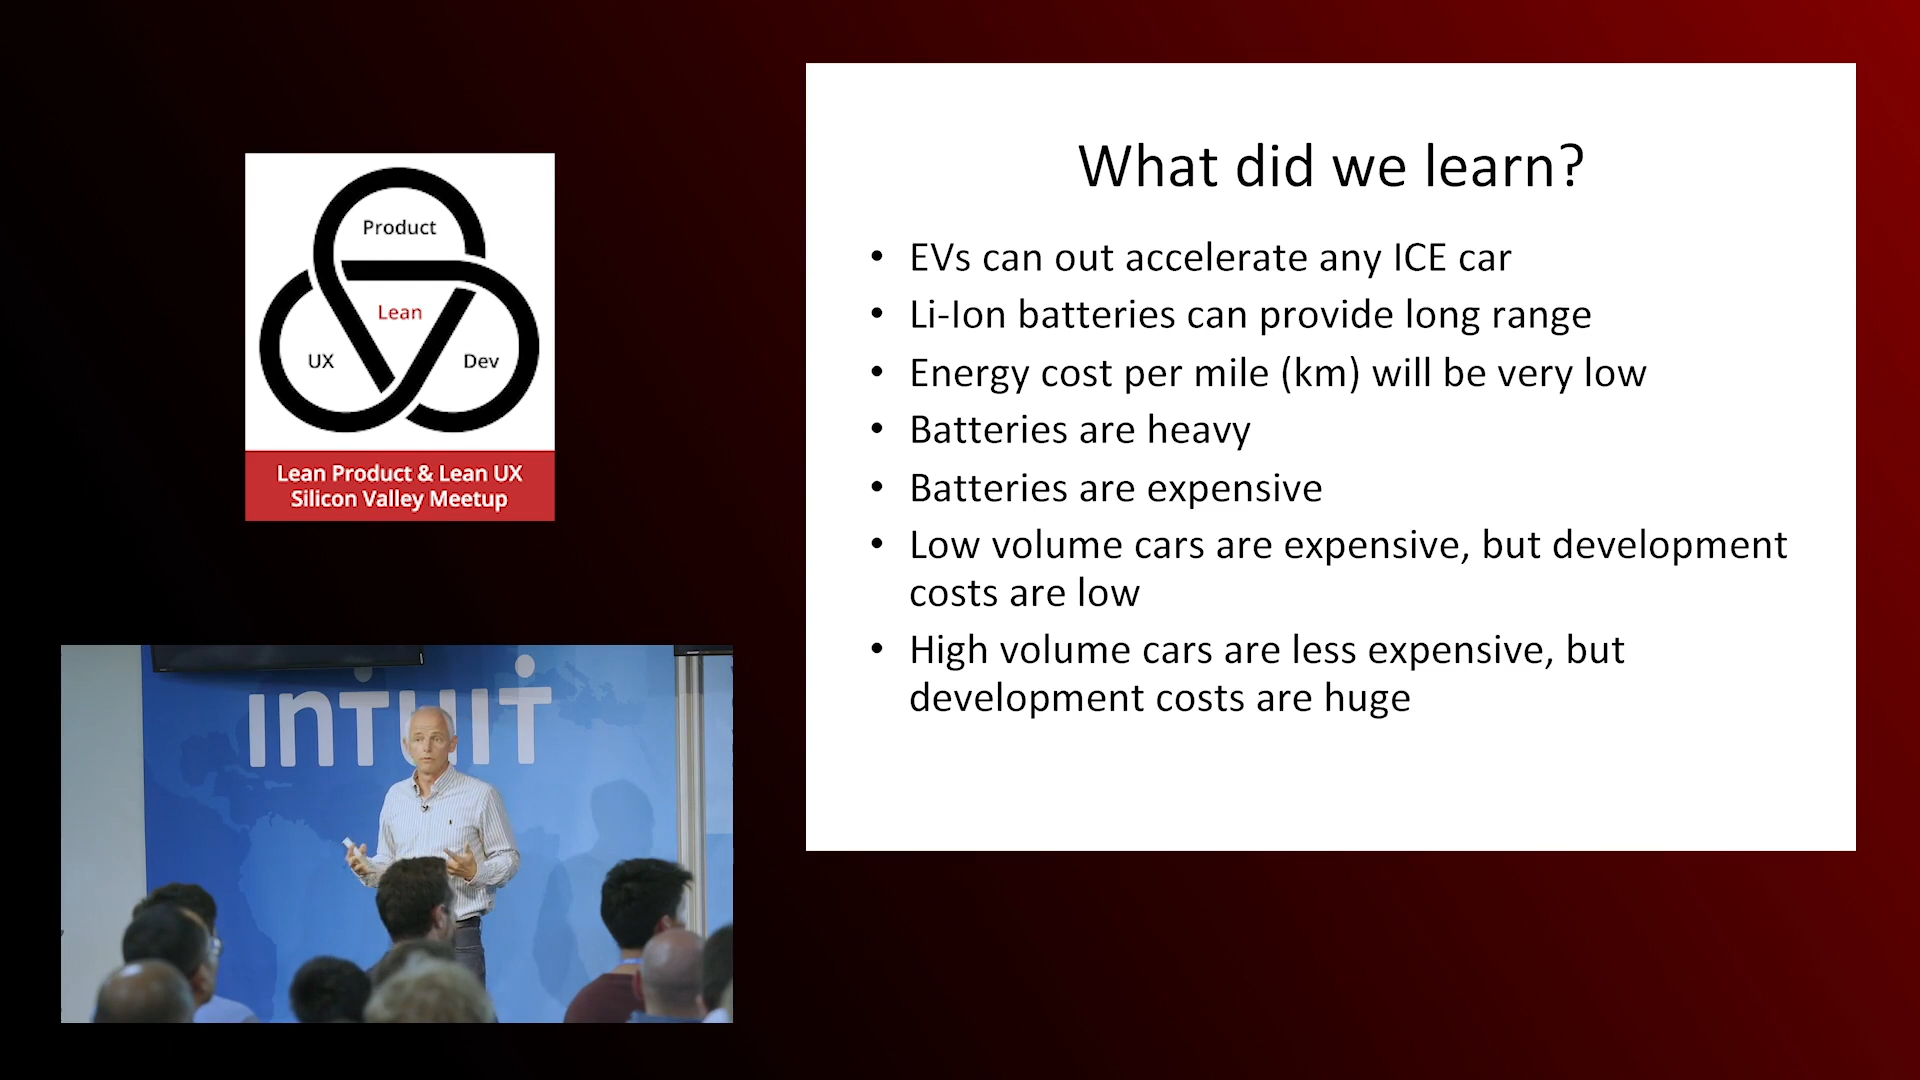 Product
Lean
UX
Dev
Lean Product & Lean UX
Silicon Valley Meetup
INTUIT
What did we learn?
• EVs can out accelerate any ICE car
• Li-Ion batteries can provide long range
• Energy cost per mile (km) will be very low
• Batteries are heavy
• Batteries are expensive
• Low volume cars are expensive, but development
costs are low
• High volume cars are less expensive, but
development costs are huge